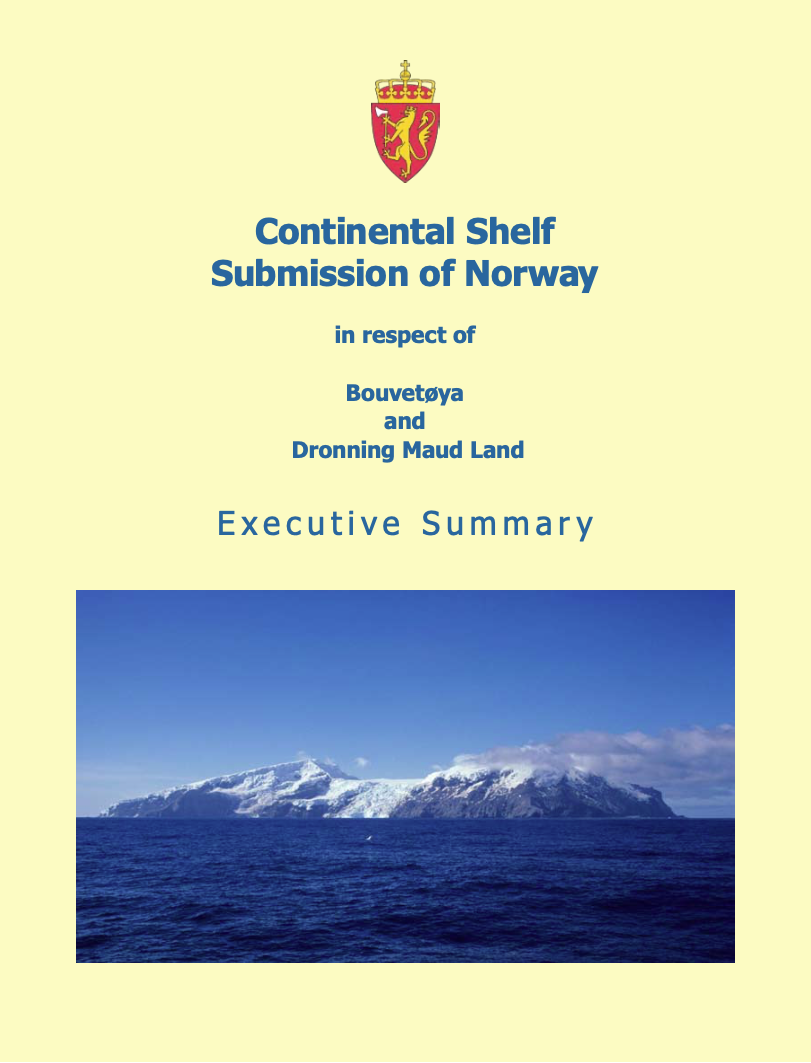 Continental Shelf
Submission of Norway
in respect of
Bouvetøya
and
Dronning Maud Land
Executive Summary